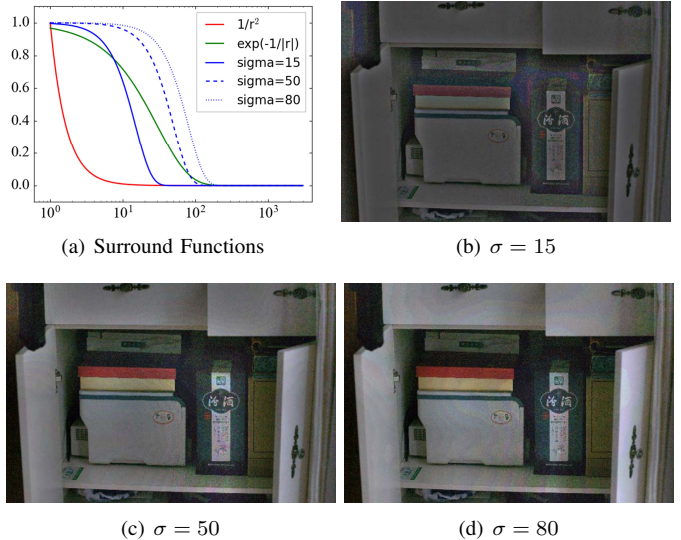 1/r²
exp(-1/|r|)
sigma=15
sigma=50
sigma=80
1.0
0.8
0.6
0.4
0.2
0.0
10⁰ 10¹ 10² 10³
(a) Surround Functions
汾酒
(b) σ = 15
汾酒
(c) σ = 50
汾酒
(d) σ = 80